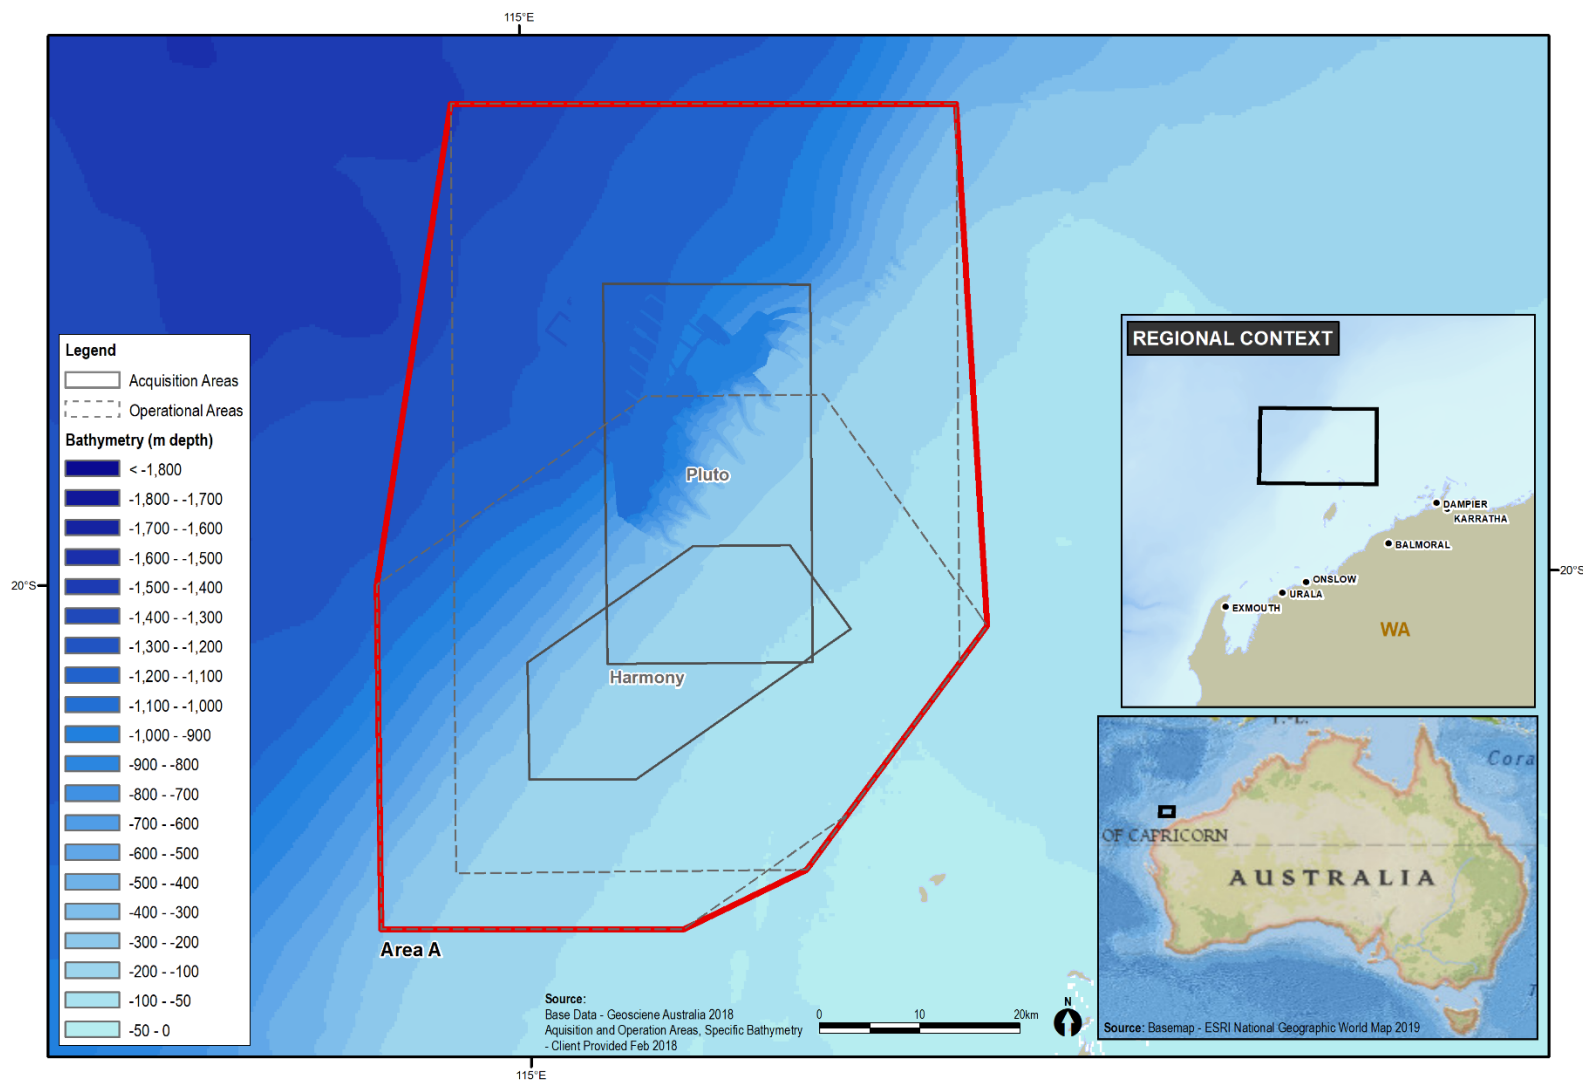 115°E
Legend
Acquisition Areas
Operational Areas
Bathymetry (m depth)
< -1,800
-1,800 - -1,700
-1,700 - -1,600
-1,600 - -1,500
-1,500 - -1,400
-1,400 - -1,300
-1,300 - -1,200
-1,200 - -1,100
-1,100 - -1,000
-1,000 - -900
-900 - -800
-800 - -700
-700 - -600
-600 - -500
-500 - -400
-400 - -300
-300 - -200
-200 - -100
-100 - -50
-50 - 0
20°S
Pluto
Harmony
Area A
REGIONAL CONTEXT
DAMPIER
KARRATHA
BALMORAL
ONSLOW
URALA
EXMOUTH
WA
20°S
Cora
OF CAPRICORN
AUSTRALIA
T
Source: Basemap - ESRI National Geographic World Map 2019
Source:
Base Data - Geosciene Australia 2018
Aquisition and Operation Areas, Specific Bathymetry
- Client Provided Feb 2018
0 10 20km
N
115°E